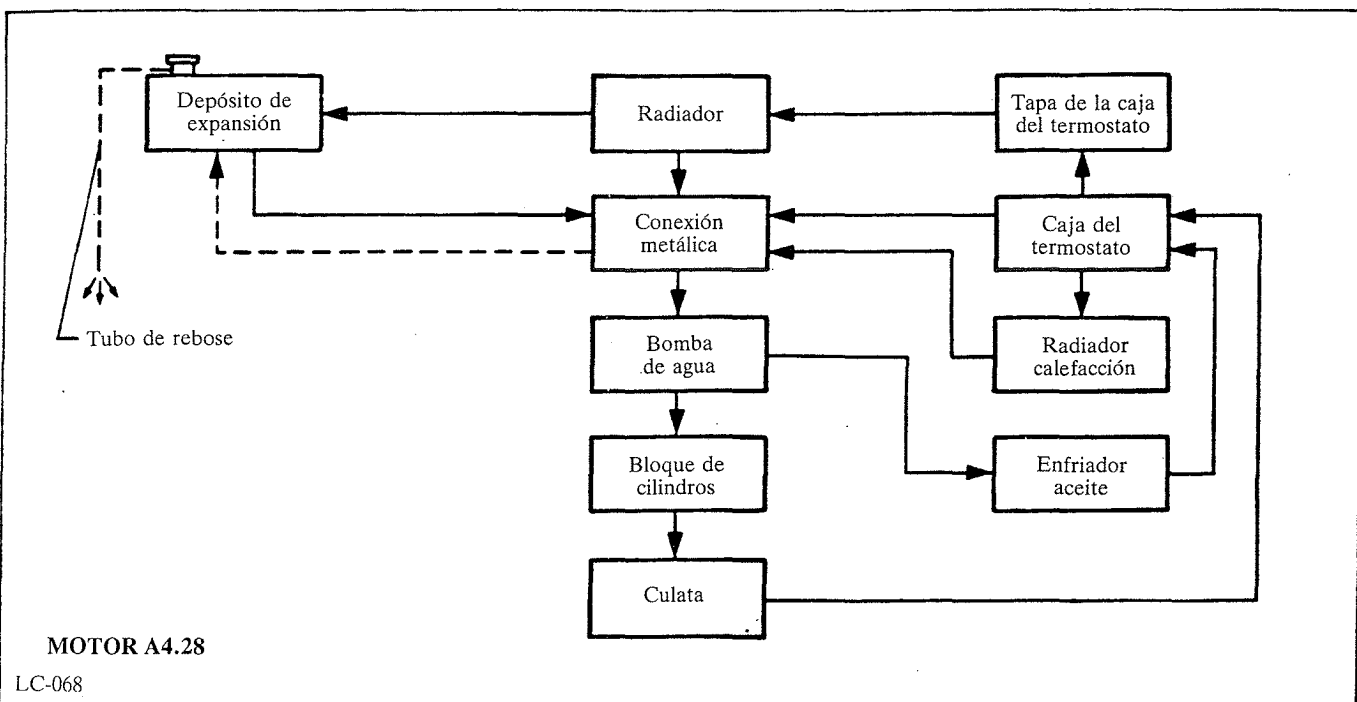 Depósito de
expansión
Radiador
Tapa de la caja
del termostato
Conexión
metálica
Caja del
termostato
Tubo de rebose
Bomba
de agua
Radiador
calefacción
Bloque de
cilindros
Enfriador
aceite
Culata
MOTOR A4.28
LC-068